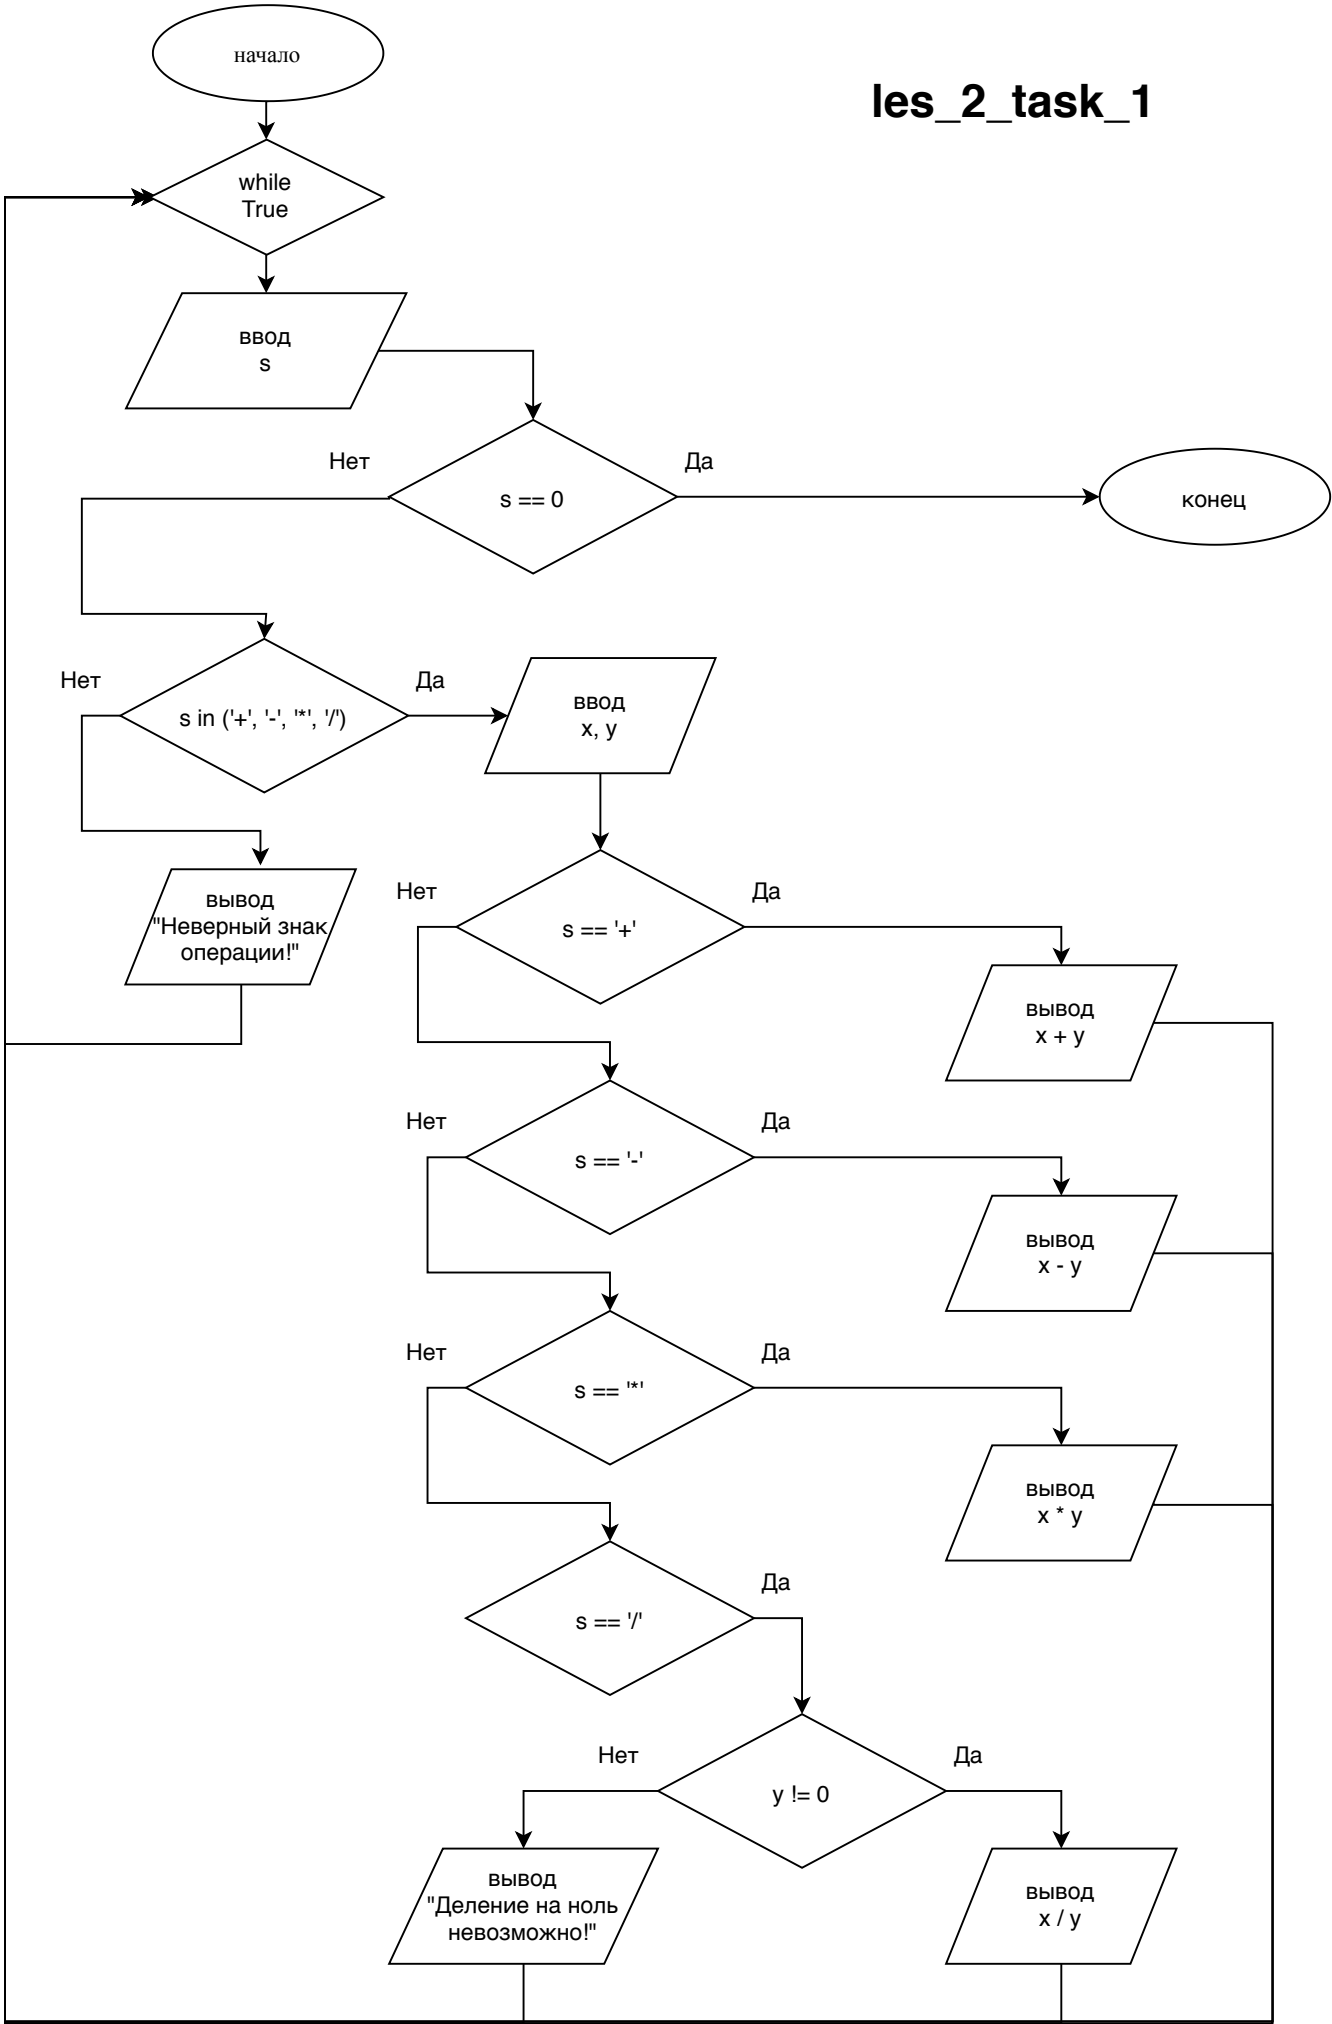 начало
les_2_task_1
while
True
ввод
s
Нет
Да
s == 0
конец
Нет
Да
s in ('+', '-', '*', '/')
ввод
x, y
вывод
"Неверный знак
операции!"
Нет
Да
s == '+'
вывод
x + y
Нет
Да
s == '-'
вывод
x - y
Нет
Да
s == '*'
вывод
x * y
Да
s == '/'
Нет
Да
y != 0
вывод
"Деление на ноль
невозможно!"
вывод
x / y